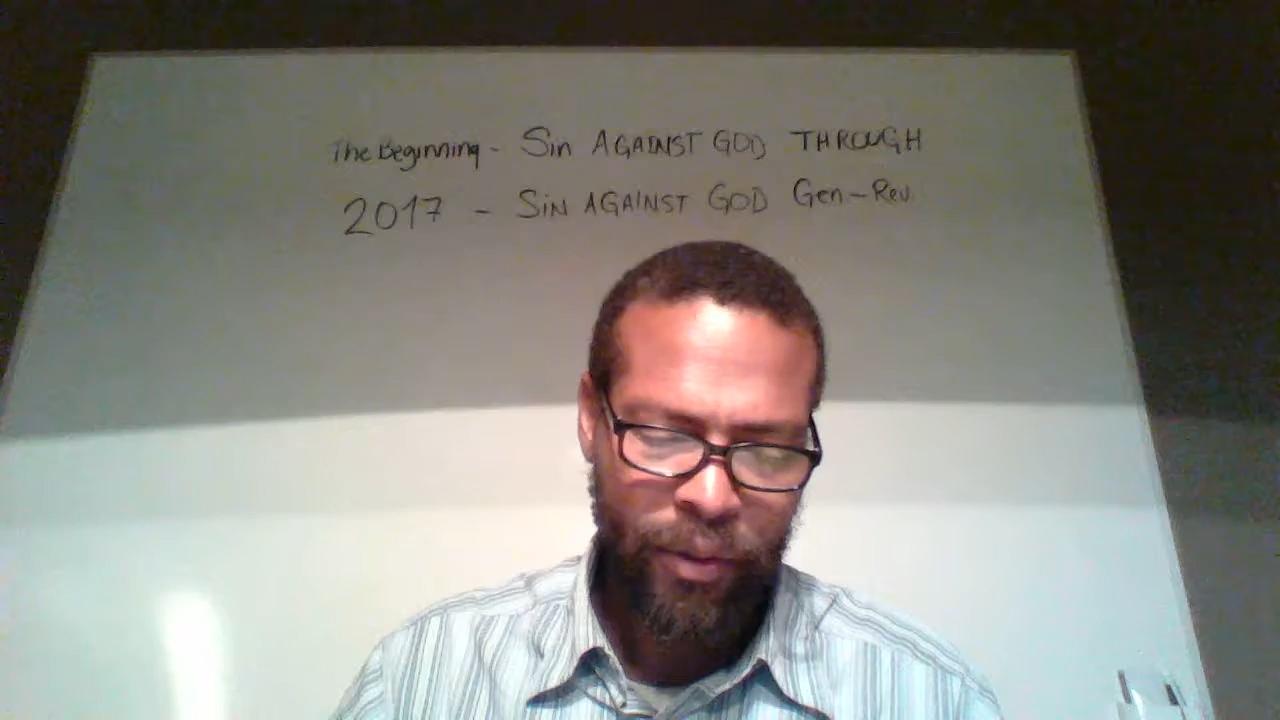 The Beginning - Sin AGAINST GOD THROUGH
2017 - SiN AGAINST GOD Gen-Rev.